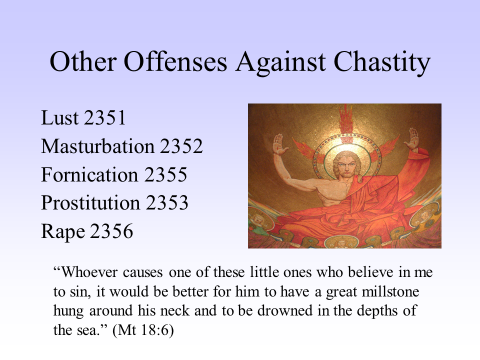 Other Offenses Against Chastity
Lust 2351
Masturbation 2352
Fornication 2355
Prostitution 2353
Rape 2356
“Whoever causes one of these little ones who believe in me
to sin, it would be better for him to have a great millstone
hung around his neck and to be drowned in the depths of
the sea.” (Mt 18:6)